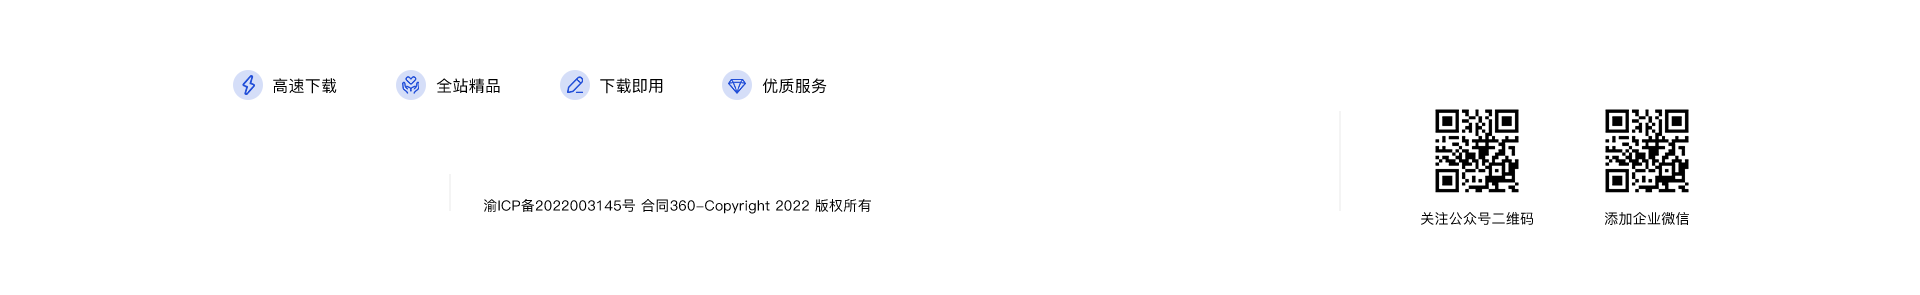 高速下载
全站精品
下载即用
优质服务
渝ICP备2022003145号 合同360-Copyright 2022 版权所有
关注公众号二维码
添加企业微信